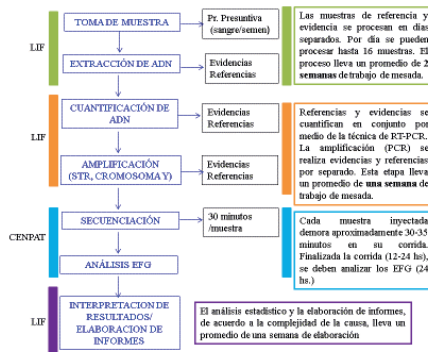 LIF
TOMA DE MUESTRA
Pr. Presuntiva
(sangre/semen)
EXTRACCIÓN DE ADN
Evidencias
Referencias
Las muestras de referencia y
evidencia se procesan en días
separados. Por día se pueden
procesar hasta 16 muestras. El
proceso lleva un promedio de 2
semanas de trabajo de mesada.
LIF
CUANTIFICACIÓN DE
ADN
Evidencias
Referencias
AMPLIFICACIÓN
(STR, CROMOSOMA Y)
Evidencias
Referencias
Referencias y evidencias se
cuantifican en conjunto por
medio de la técnica de RT-PCR.
La amplificación (PCR) se
realiza evidencias y referencias
por separado. Esta etapa lleva
un promedio de una semana de
trabajo de mesada.
CENPAT
SECUENCIACIÓN
30 minutos
/muestra
ANÁLISIS EFG
Cada muestra inyectada
demora aproximadamente 30-35
minutos en su corrida.
Finalizada la corrida (12-24 hs),
se deben analizar los EFG (24
hs.)
LIF
INTERPRETACION DE
RESULTADOS/
ELABORACION DE
INFORMES
El análisis estadístico y la elaboración de informes,
de acuerdo a la complejidad de la causa, lleva un
promedio de una semana de elaboración